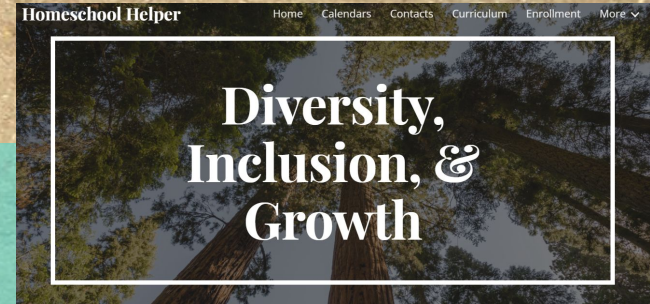 Homeschool Helper Home Calendars Contacts Curriculum Enrollment More
Diversity,
Inclusion, &
Growth